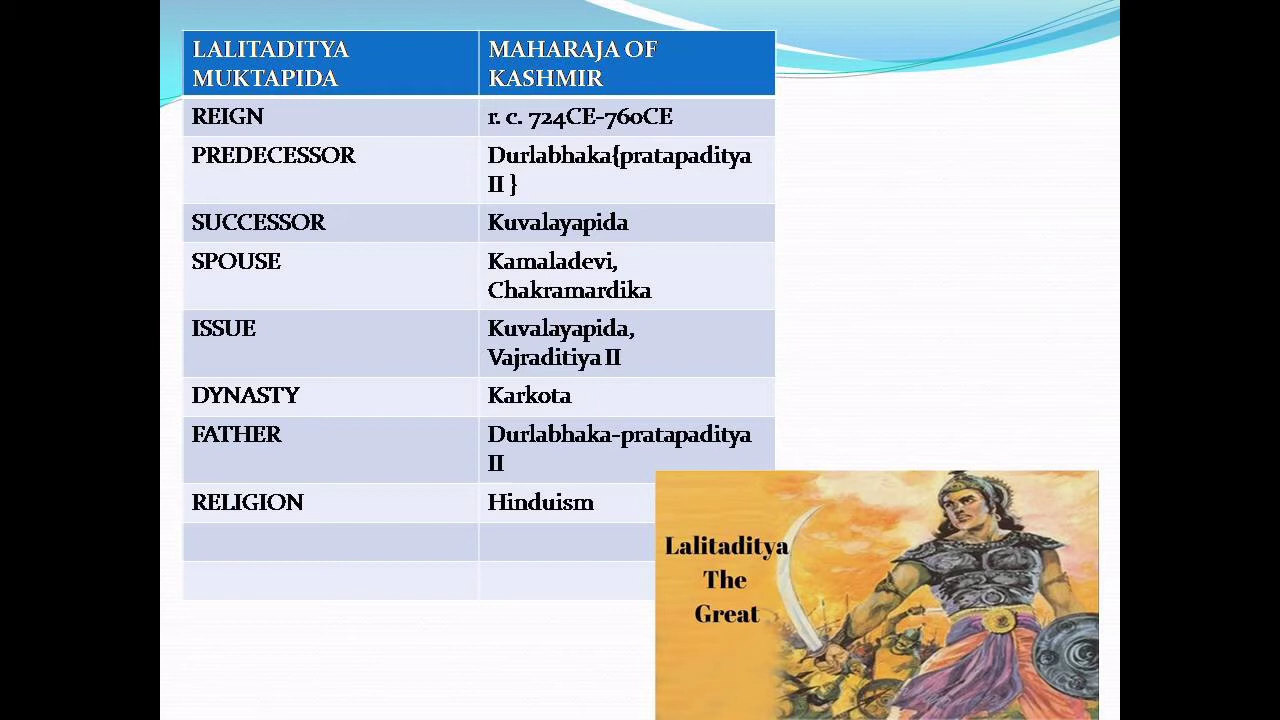 LALITADITYA MAHARAJA OF
MUKTAPIDA KASHMIR
REIGN r. c. 724CE-760CE
PREDECESSOR Durlabhaka{pratapaditya
II }
SUCCESSOR Kuvalayapida
SPOUSE Kamaladevi,
Chakramardika
ISSUE Kuvalayapida,
Vajraditiya II
DYNASTY Karkota
FATHER Durlabhaka-pratapaditya
II
RELIGION Hinduism
Lalitaditya
The
Great